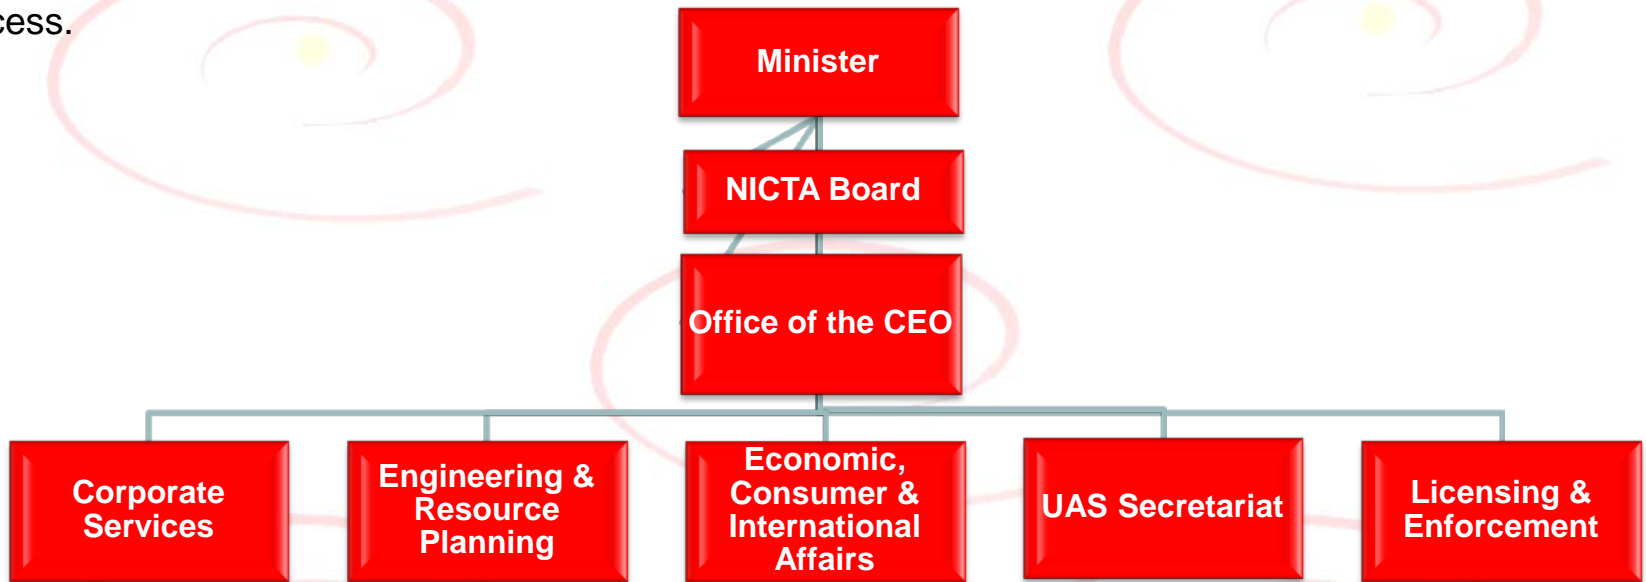 cess.
Minister
NICTA Board
Office of the CEO
Corporate
Services
Engineering &
Resource
Planning
Economic,
Consumer &
International
Affairs
UAS Secretariat
Licensing &
Enforcement